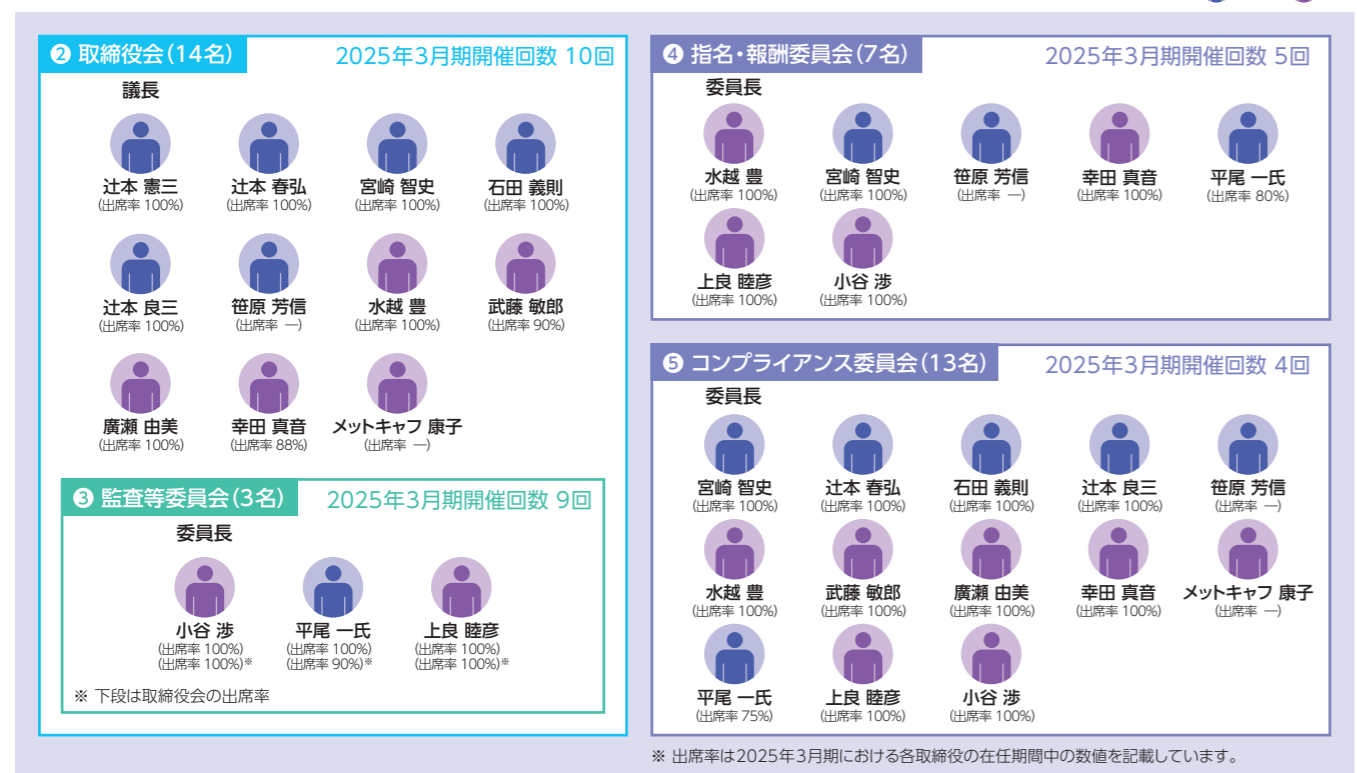 ❷ 取締役会（14名）
2025年3月期開催回数 10回
議長
辻本 憲三 辻本 春弘 宮崎 智史 石田 義則
（出席率 100%） （出席率 100%） （出席率 100%） （出席率 100%）
辻本 良三 笹原 芳信 水越 豊 武藤 敏郎
（出席率 100%） （出席率 ―） （出席率 100%） （出席率 90%）
廣瀬 由美 幸田 真音 メットキャフ 康子
（出席率 100%） （出席率 88%） （出席率 ―）
❸ 監査等委員会（3名）
2025年3月期開催回数 9回
委員長
小谷 渉 平尾 一氏 上良 睦彦
（出席率 100%） （出席率 100%） （出席率 100%）
（出席率 100%）※ （出席率 90%）※ （出席率 100%）※
※ 下段は取締役会の出席率
❹ 指名・報酬委員会（7名）
2025年3月期開催回数 5回
委員長
水越 豊 宮崎 智史 笹原 芳信 幸田 真音 平尾 一氏
（出席率 100%） （出席率 100%） （出席率 ―） （出席率 100%） （出席率 80%）
上良 睦彦 小谷 渉
（出席率 100%） （出席率 100%）
❺ コンプライアンス委員会（13名）
2025年3月期開催回数 4回
委員長
宮崎 智史 辻本 春弘 石田 義則 辻本 良三 笹原 芳信
（出席率 100%） （出席率 100%） （出席率 100%） （出席率 100%） （出席率 ―）
水越 豊 武藤 敏郎 廣瀬 由美 幸田 真音 メットキャフ 康子
（出席率 100%） （出席率 100%） （出席率 100%） （出席率 100%） （出席率 ―）
平尾 一氏 上良 睦彦 小谷 渉
（出席率 75%） （出席率 100%） （出席率 100%）
※ 出席率は2025年3月期における各取締役の在任期間中の数値を記載しています。